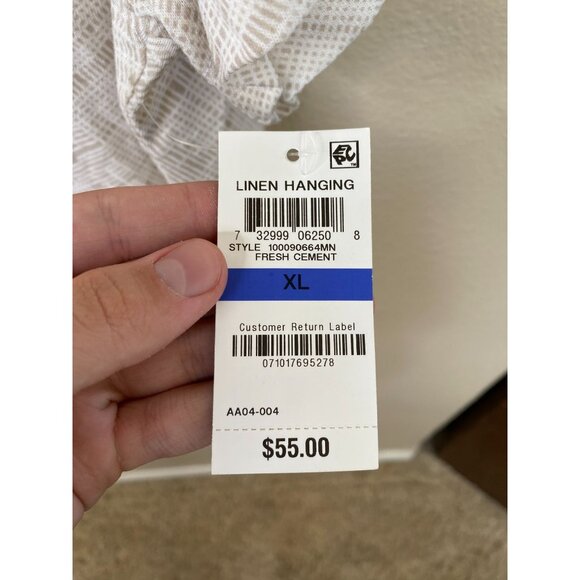 LINEN HANGING
7 32999 06250 8
STYLE 100090664MN
FRESH CEMENT
XL
Customer Return Label
071017695278
AA04-004
$55.00